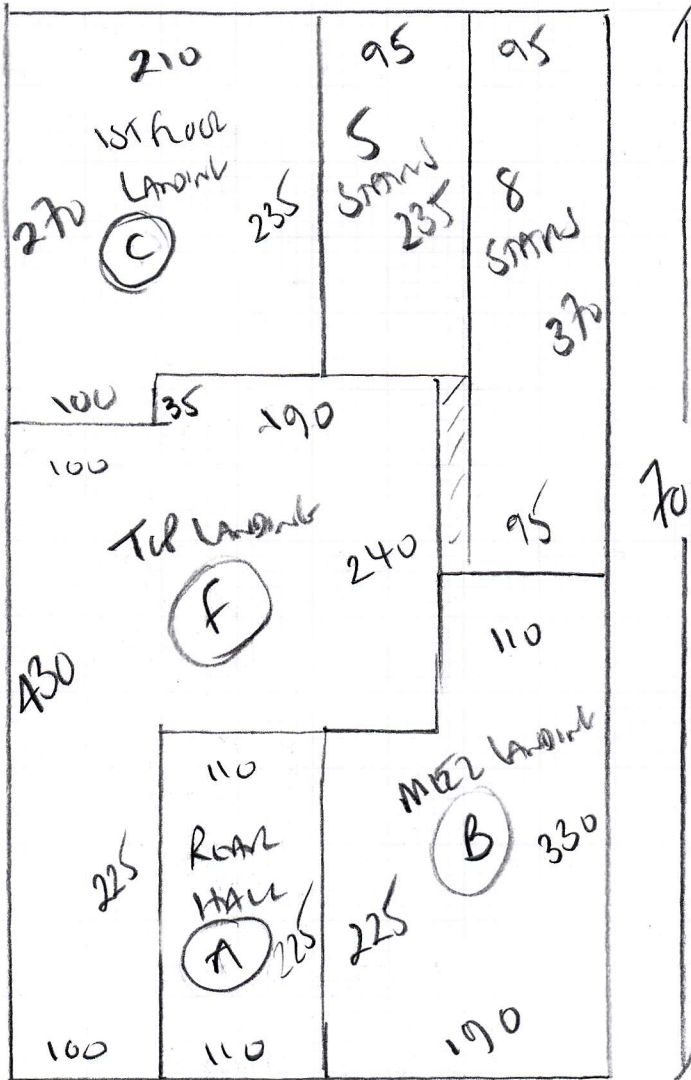 210
95
95
1ST FLOOR
LANDING
C
270
235
5
STAIRS
235
8
STAIRS
370
100
35
190
100
TOP LANDING
F
240
95
430
110
110
MEZZ LANDING
B
330
REAR
HALL
A
225
225
225
100
110
190
70